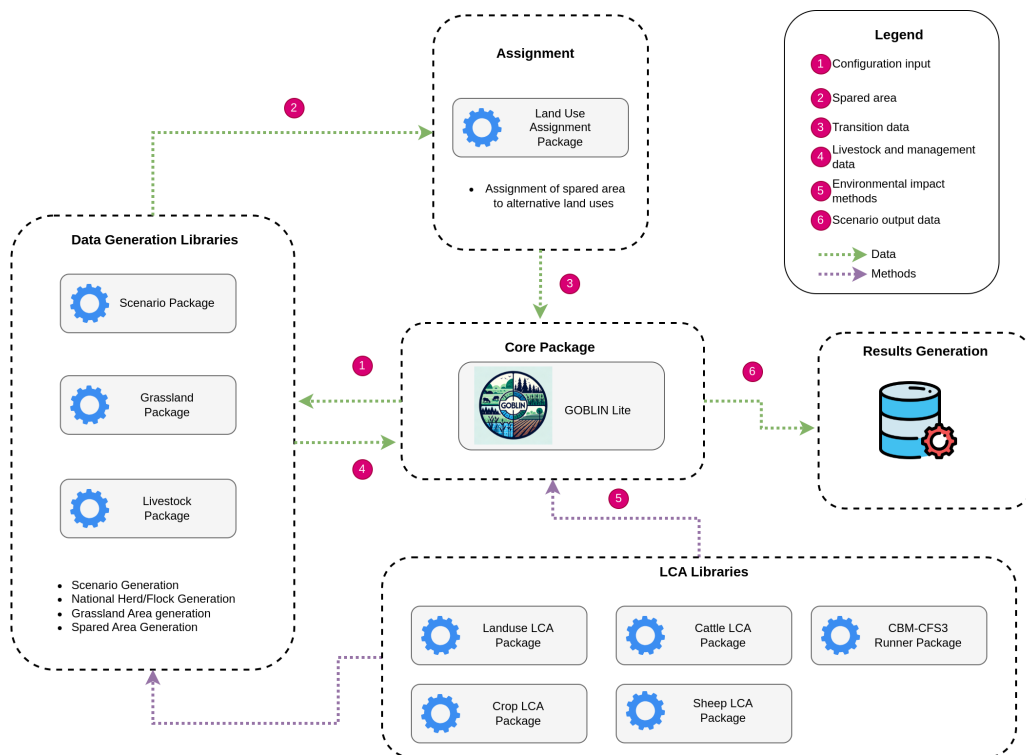 Assignment
Land Use
Assignment
Package
• Assignment of spared area
to alternative land uses
Legend
1 Configuration input
2 Spared area
3 Transition data
4 Livestock and management
data
5 Environmental impact
methods
6 Scenario output data
Data
Methods
2
Data Generation Libraries
Scenario Package
Grassland
Package
Livestock
Package
• Scenario Generation
• National Herd/Flock Generation
• Grassland Area generation
• Spared Area Generation
3
1
4
Core Package
GOBLIN
GOBLIN Lite
6
Results Generation
5
LCA Libraries
Landuse LCA
Package
Cattle LCA
Package
CBM-CFS3
Runner Package
Crop LCA
Package
Sheep LCA
Package